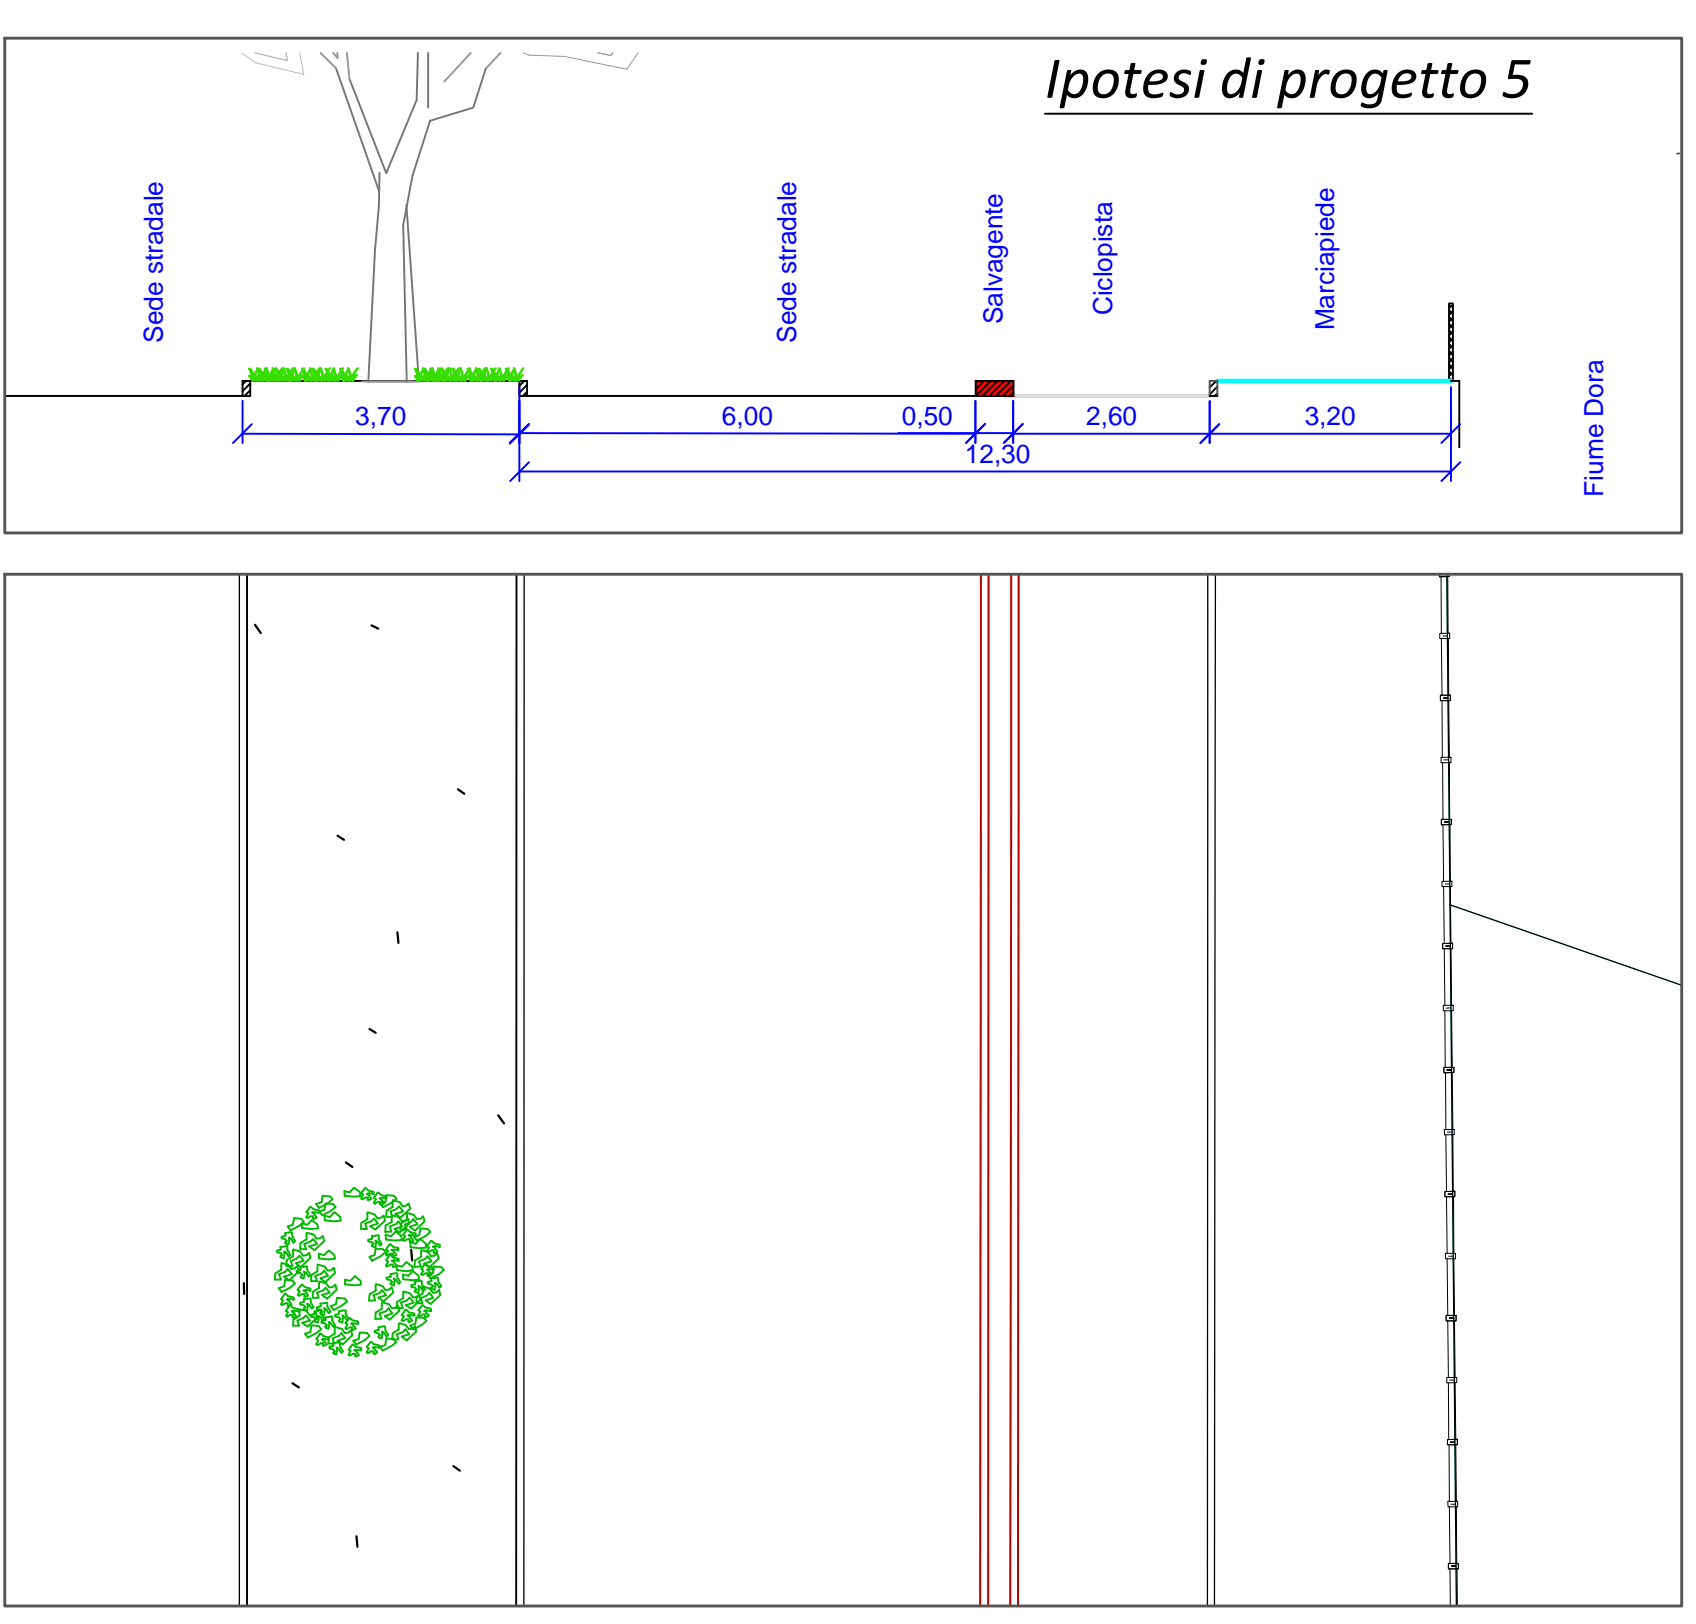 Ipotesi di progetto 5
Sede stradale
Sede stradale
Salvagente
Ciclopista
Marciapiede
Fiume Dora
3,70
6,00
0,50
2,60
3,20
12,30